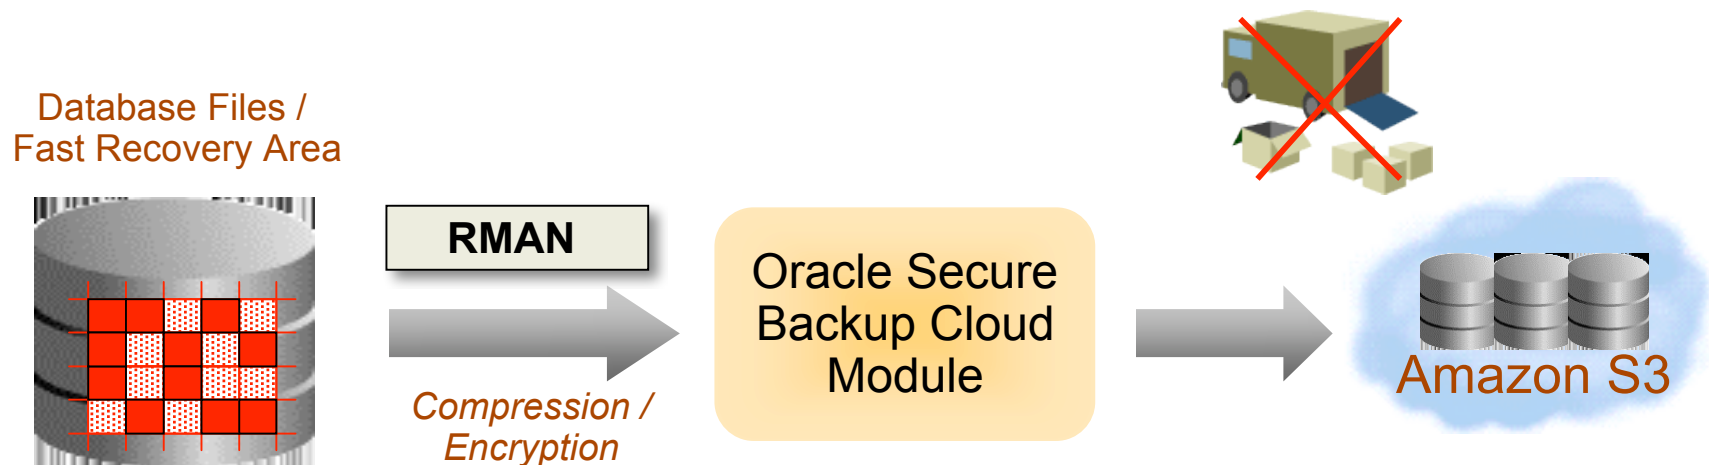 Database Files /
Fast Recovery Area
RMAN
Compression /
Encryption
Oracle Secure
Backup Cloud
Module
Amazon S3